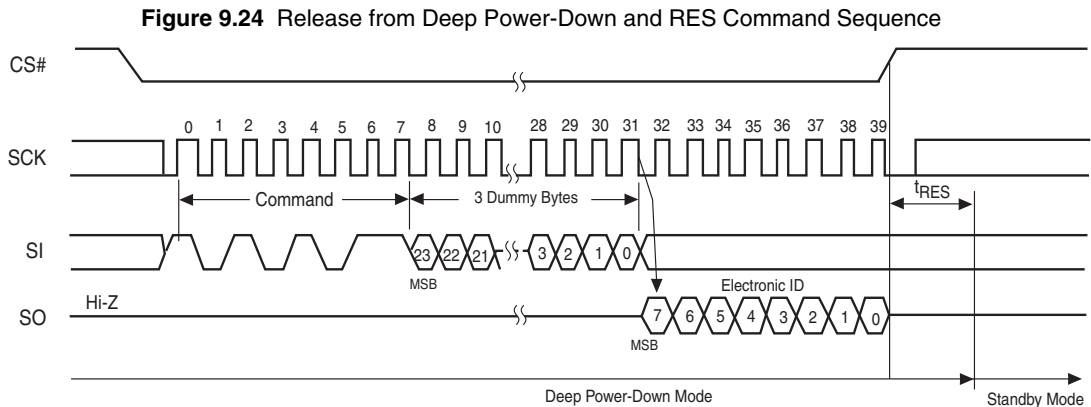 Figure 9.24 Release from Deep Power-Down and RES Command Sequence
CS#
SCK
0 1 2 3 4 5 6 7 8 9 10 28 29 30 31 32 33 34 35 36 37 38 39
Command
3 Dummy Bytes
tRES
SI
23 22 21 3 2 1 0
MSB
Electronic ID
Hi-Z
SO
7 6 5 4 3 2 1 0
MSB
Deep Power-Down Mode
Standby Mode